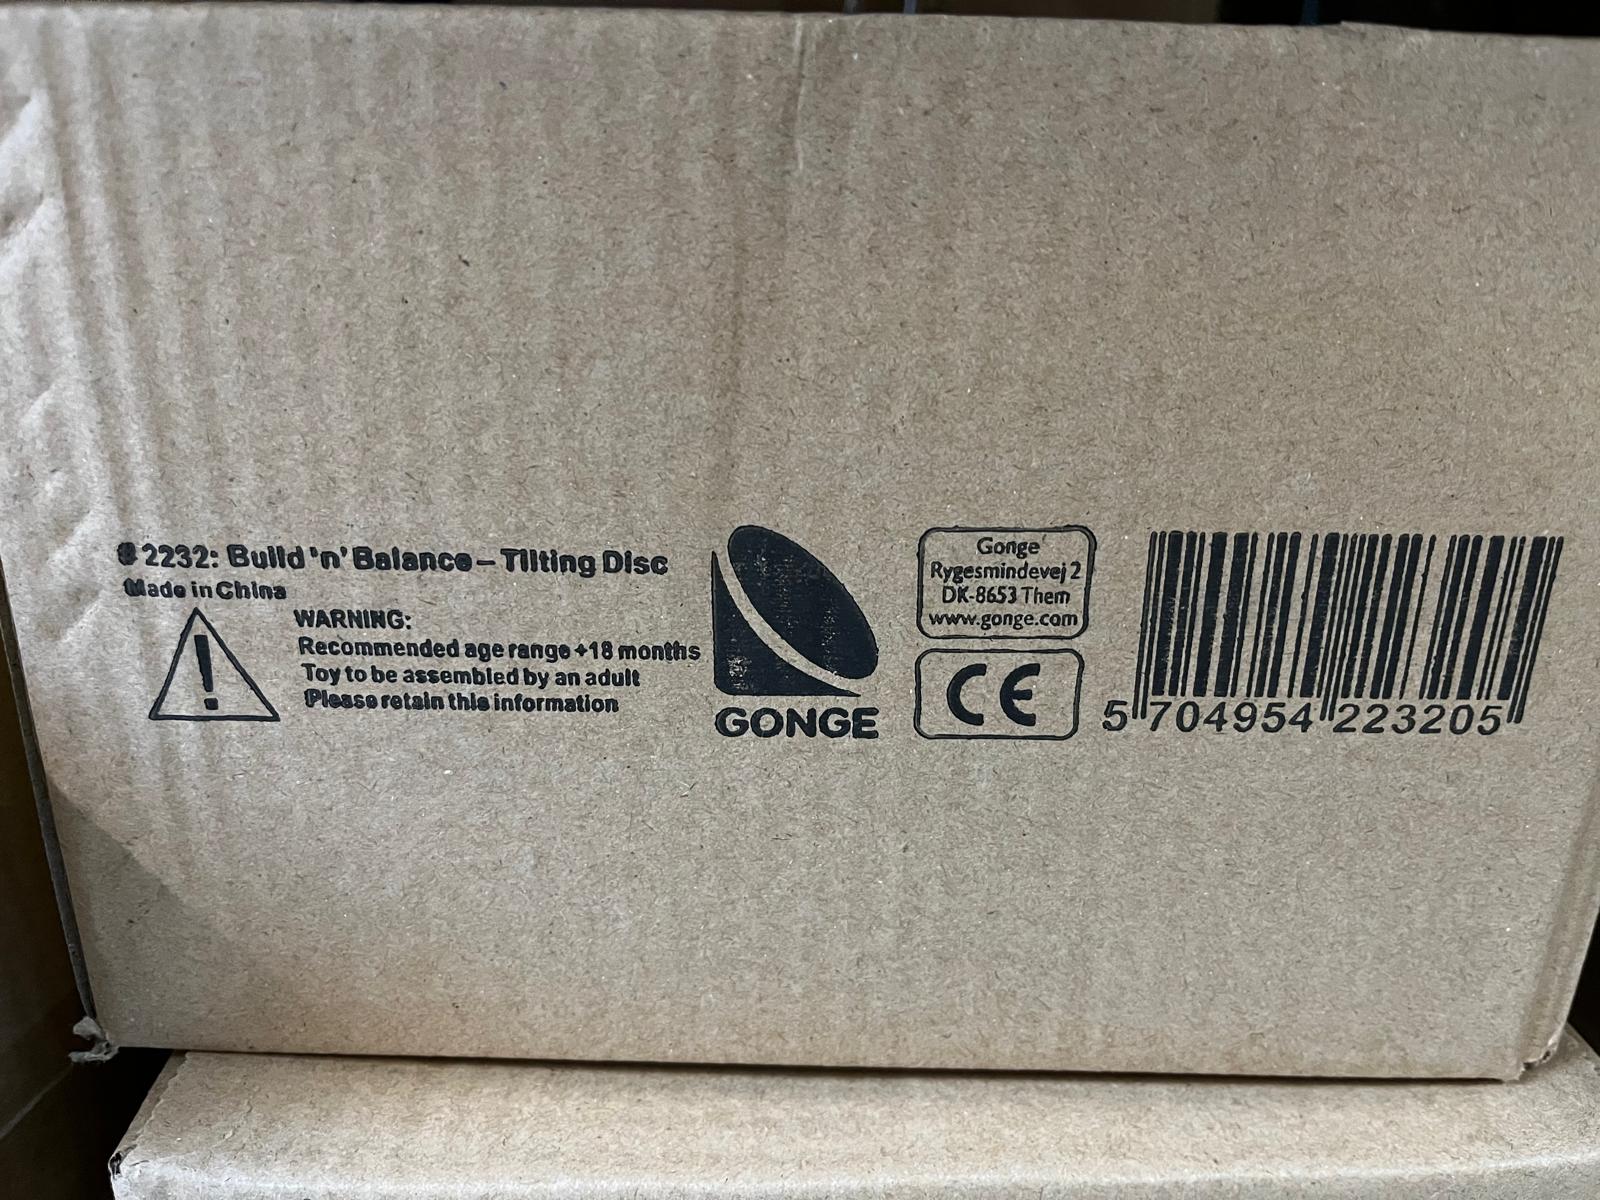 # 2232: Build 'n' Balance – Tilting Disc
Made in China
WARNING:
Recommended age range +18 months
Toy to be assembled by an adult
Please retain this information
GONGE
Gonge
Rygesmindevej 2
DK-8653 Them
www.gonge.com
CE
5 704954 223205